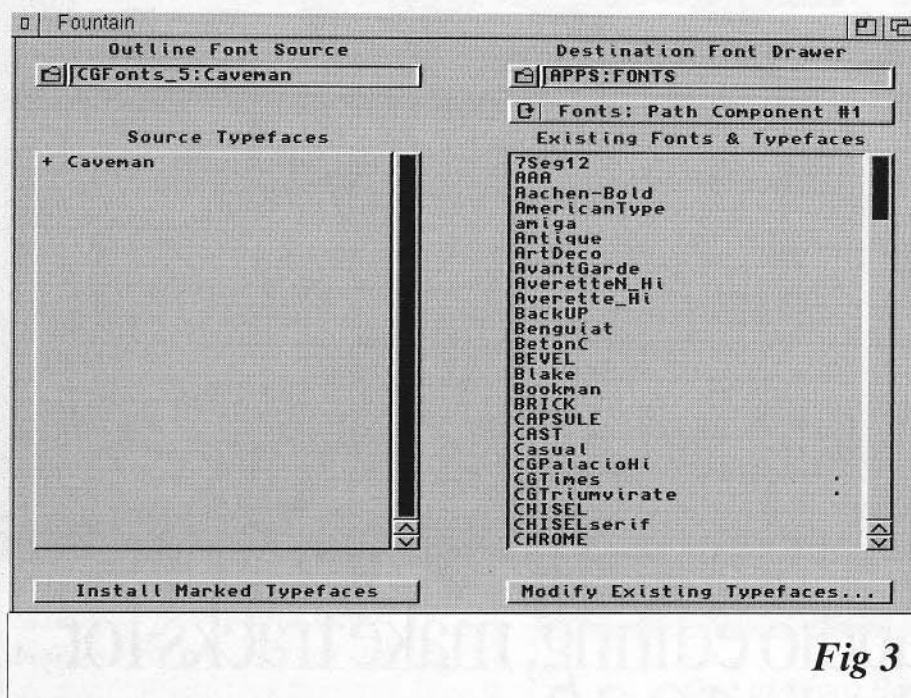 Fountain
Outline Font Source
CGFonts_5:Caveman
Source Typefaces
+ Caveman
Install Marked Typefaces
Destination Font Drawer
APPS:FONTS
Fonts: Path Component #1
Existing Fonts & Typefaces
7Seg12
AAA
Aachen-Bold
AmericanType
amiga
Antique
ArtDeco
AvantGarde
AveretteN_Hi
Averette_Hi
BackUP
Benguiat
BetonC
BEVEL
Blake
Bookman
BRICK
CAPSULE
CAST
Casual
CGPalacioHi
CGTimes .
CGTriumvirate .
CHISEL
CHISELserif
CHROME
Modify Existing Typefaces...
Fig 3